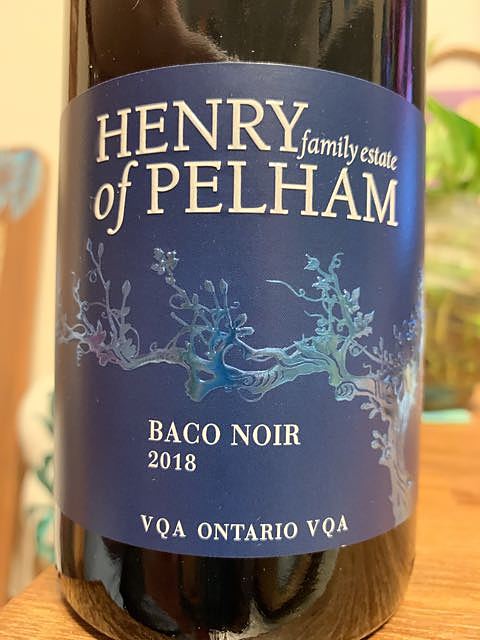 HENRY
family estate
of PELHAM
BACO NOIR
2018
VQA ONTARIO VQA